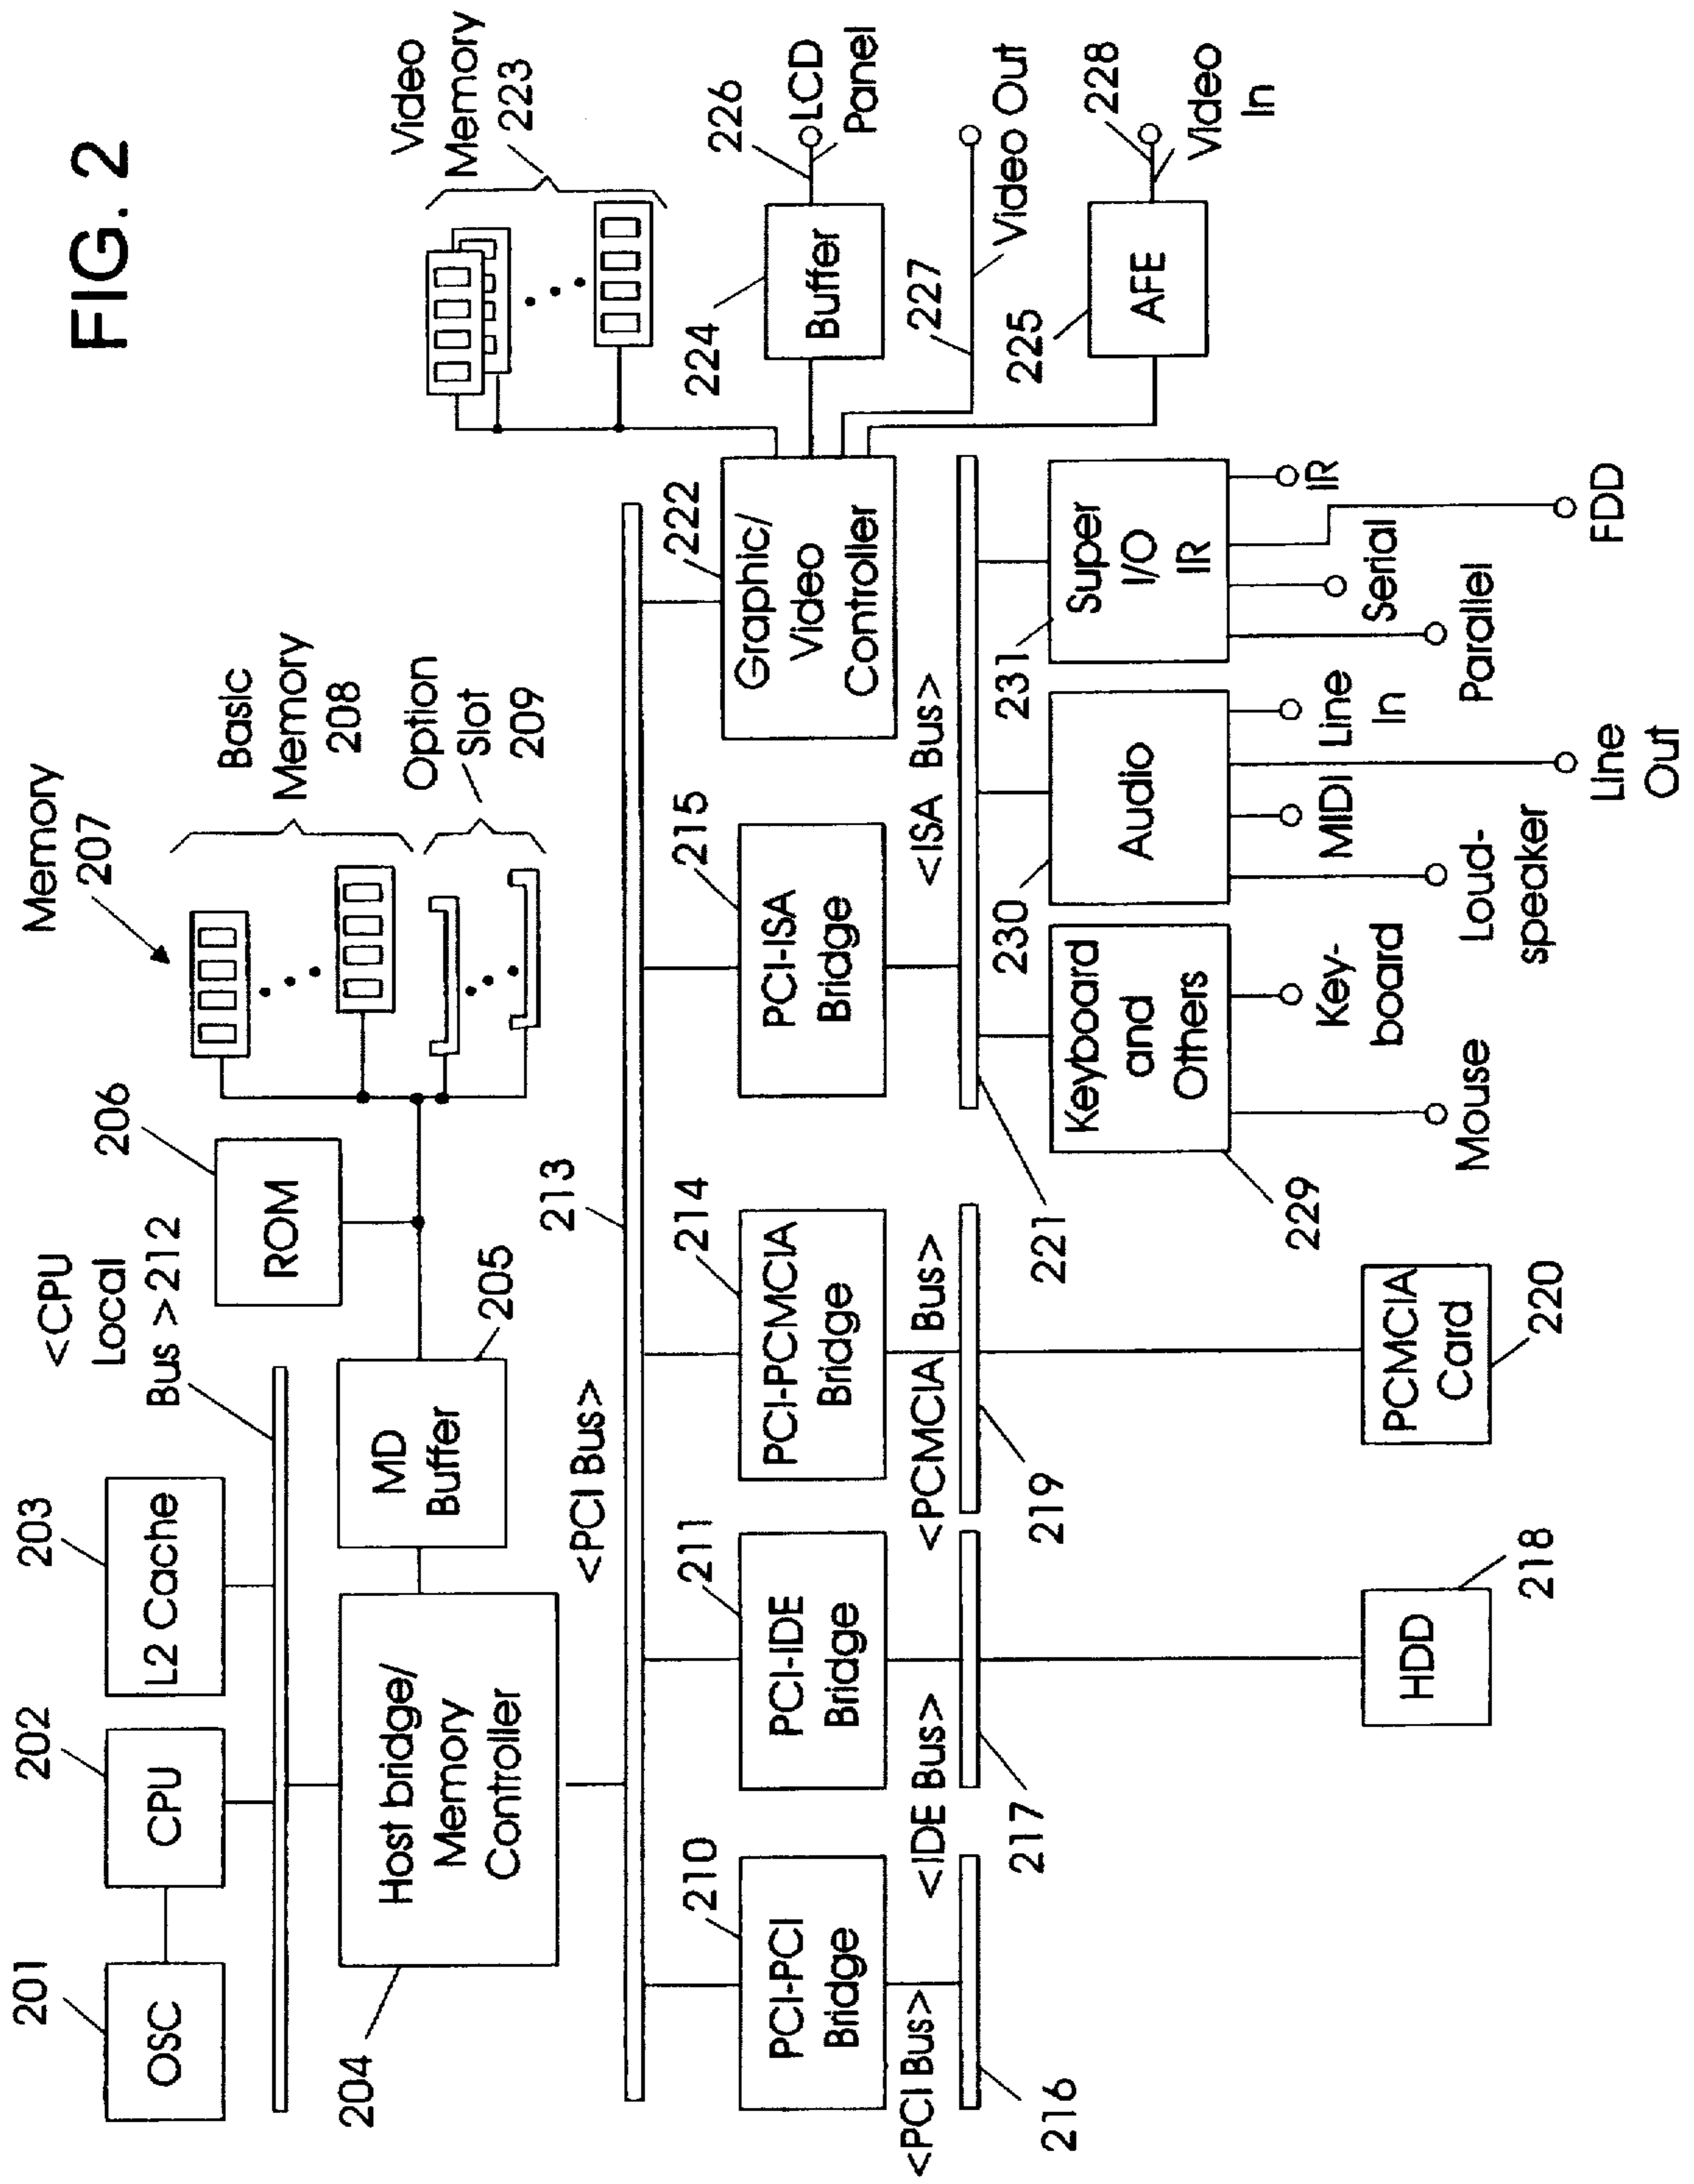 FIG. 2
201
OSC
202
CPU
203
L2 Cache
<CPU
Local
Bus >212
204
Host bridge/
Memory
Controller
MD
Buffer
205
206
ROM
Memory
207
Basic
Memory
208
Option
Slot
209
<PCI Bus>
213
210
PCI-PCI
Bridge
211
PCI-IDE
Bridge
214
PCI-PCMCIA
Bridge
215
PCI-ISA
Bridge
222
Graphic/
Video
Controller
Video
Memory
223
224
Buffer
226
LCD
Panel
227
Video Out
225
AFE
228
Video
In
<PCI Bus>
216
<IDE Bus>
217
<PCMCIA Bus>
219
<ISA Bus>
221
HDD
218
PCMCIA
Card
220
Keyboard
and
Others
229
Mouse
Key-
board
230
Audio
Loud-
speaker
MIDI
Line
Out
Line
In
231
Super
I/O
IR
Parallel
Serial
FDD
IR